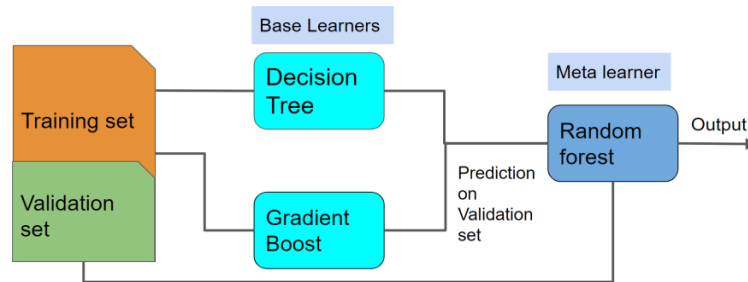 Base Learners
Decision
Tree
Meta learner
Training set
Random
forest
Output
Prediction
on
Validation
set
Validation
set
Gradient
Boost